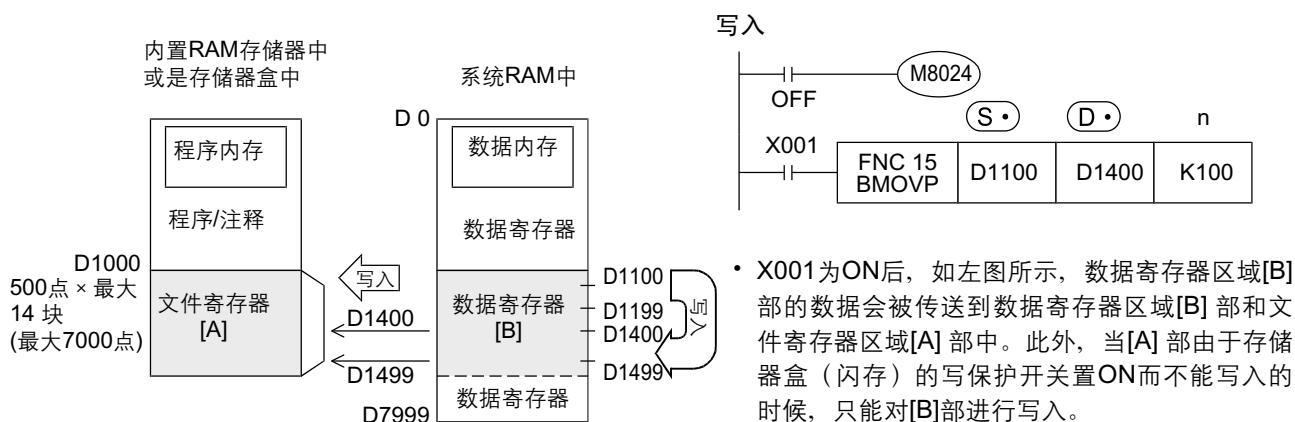 内置RAM存储器中
或是存储器盒中
系统RAM中
D 0
程序内存
数据内存
程序/注释
数据寄存器
D1000
500点 × 最大
14 块
(最大7000点)
文件寄存器
[A]
写入
D1400
D1499
数据寄存器
[B]
D1100
D1199
D1400
D1499
写入
数据寄存器
D7999
写入
M8024
OFF
S・ D・ n
X001
FNC 15
BMOVP
D1100
D1400
K100
• X001为ON后，如左图所示，数据寄存器区域[B]
部的数据会被传送到数据寄存器区域[B] 部和文
件寄存器区域[A] 部中。此外，当[A] 部由于存储
器盒（闪存）的写保护开关置ON而不能写入的
时候，只能对[B]部进行写入。